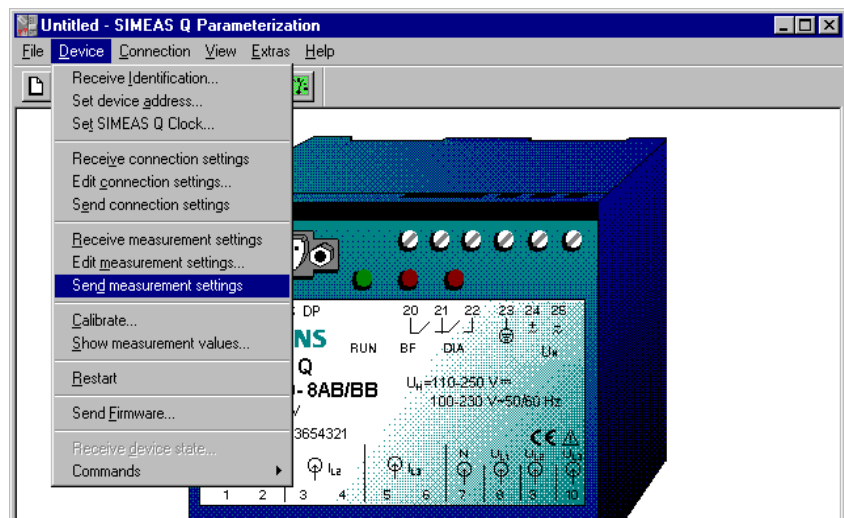 Untitled - SIMEAS Q Parameterization
File Device Connection View Extras Help
Receive Identification...
Set device address...
Set SIMEAS Q Clock...
Receive connection settings
Edit connection settings...
Send connection settings
Receive measurement settings
Edit measurement settings...
Send measurement settings
Calibrate...
Show measurement values...
Restart
Send Firmware...
Receive device state...
Commands
DP 20 21 22 23 24 25
NS RUN BF DIA
Q
- 8AB/BB
UH=110-250 V
100-230 V~50/60 Hz
3654321
CE
IL2 IL3 N UL1 UL2 UL3
1 2 3 4 5 6 7 8 9 10